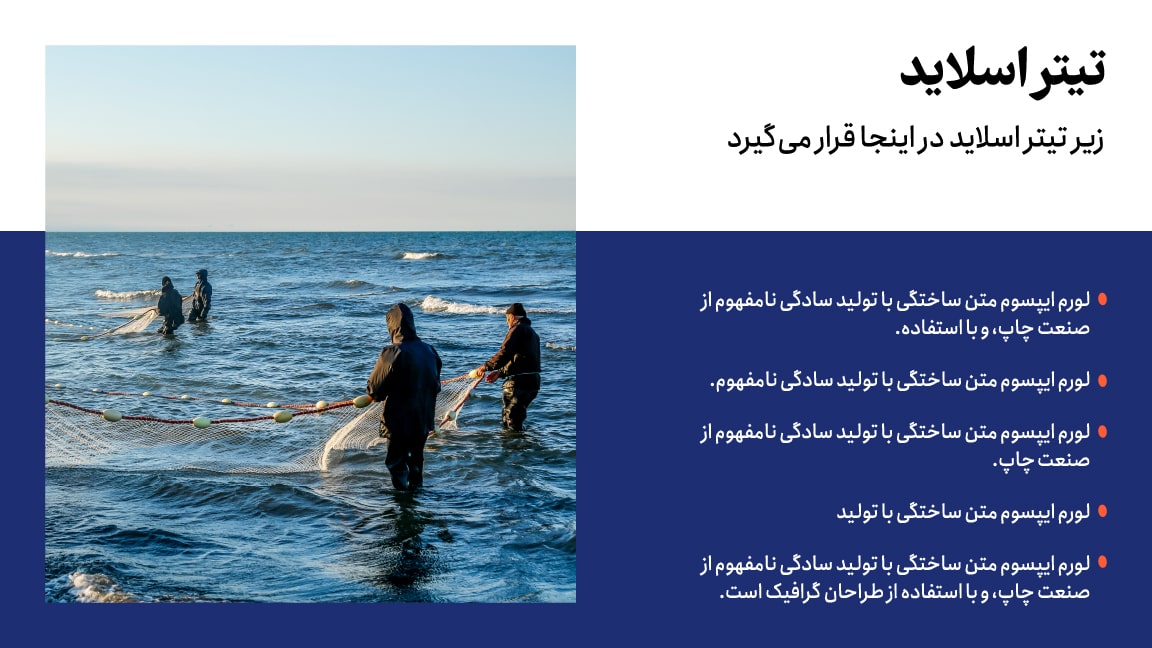 تیتر اسلاید
زیر تیتر اسلاید در اینجا قرار می‌گیرد
لورم ایپسوم متن ساختگی با تولید سادگی نامفهوم از
صنعت چاپ، و با استفاده.
لورم ایپسوم متن ساختگی با تولید سادگی نامفهوم.
لورم ایپسوم متن ساختگی با تولید سادگی نامفهوم از
صنعت چاپ.
لورم ایپسوم متن ساختگی با تولید
لورم ایپسوم متن ساختگی با تولید سادگی نامفهوم از
صنعت چاپ، و با استفاده از طراحان گرافیک است.